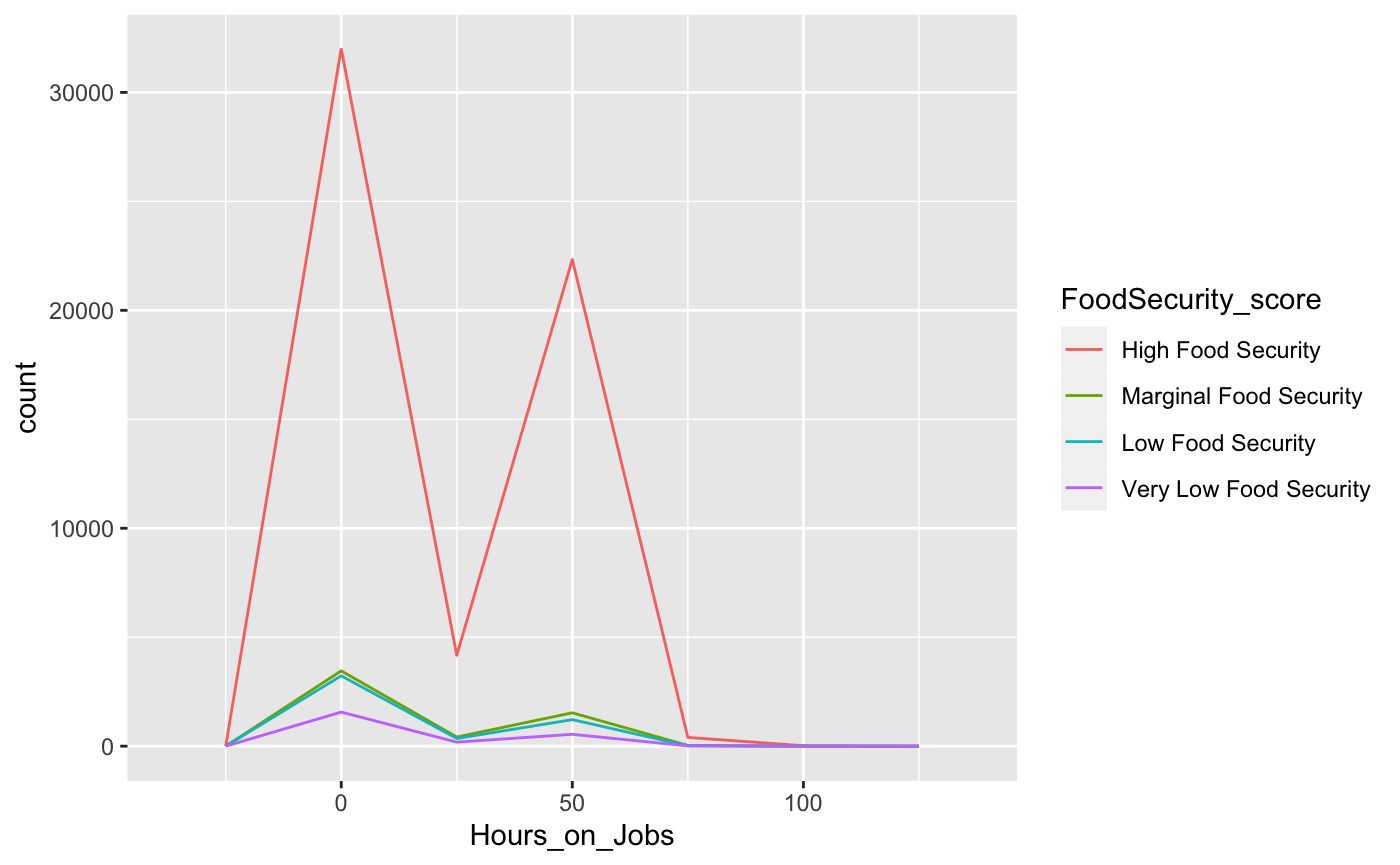 30000
20000
10000
0
count
0 50 100
Hours_on_Jobs
FoodSecurity_score
High Food Security
Marginal Food Security
Low Food Security
Very Low Food Security